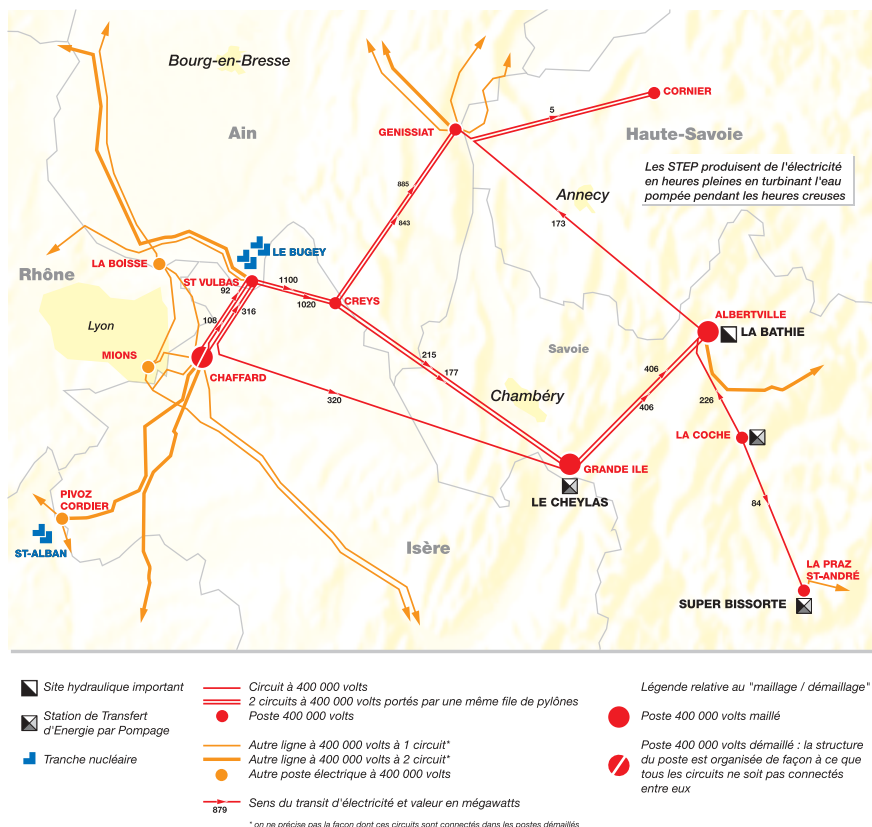 Bourg-en-Bresse
CORNIER
5
GENISSIAT
Ain
Haute-Savoie
Les STEP produisent de l'électricité
en heures pleines en turbinant l'eau
pompée pendant les heures creuses
885
Annecy
843
173
LE BUGEY
LA BOISSE
Rhône
ST VULBAS
1100
92
1020
CREYS
316
ALBERTVILLE
108
Lyon
LA BATHIE
Savoie
MIONS
215
CHAFFARD
177
406
Chambéry
320
406
226
LA COCHE
GRANDE ILE
PIVOZ
CORDIER
LE CHEYLAS
84
ST-ALBAN
Isère
LA PRAZ
ST-ANDRÉ
SUPER BISSORTE
Site hydraulique important
Station de Transfert
d'Energie par Pompage
Tranche nucléaire
Circuit à 400 000 volts
2 circuits à 400 000 volts portés par une même file de pylônes
Poste 400 000 volts
Autre ligne à 400 000 volts à 1 circuit*
Autre ligne à 400 000 volts à 2 circuit*
Autre poste électrique à 400 000 volts
Sens du transit d'électricité et valeur en mégawatts
879
* on ne précise pas la façon dont ces circuits sont connectés dans les postes démaillés
Légende relative au "maillage / démaillage"
Poste 400 000 volts maillé
Poste 400 000 volts démaillé : la structure
du poste est organisée de façon à ce que
tous les circuits ne soit pas connectés
entre eux